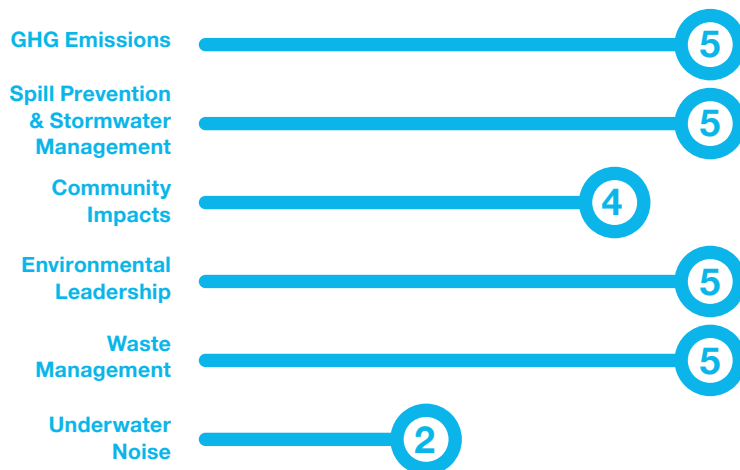 GHG Emissions
5
Spill Prevention
& Stormwater
Management
5
Community
Impacts
4
Environmental
Leadership
5
Waste
Management
5
Underwater
Noise
2